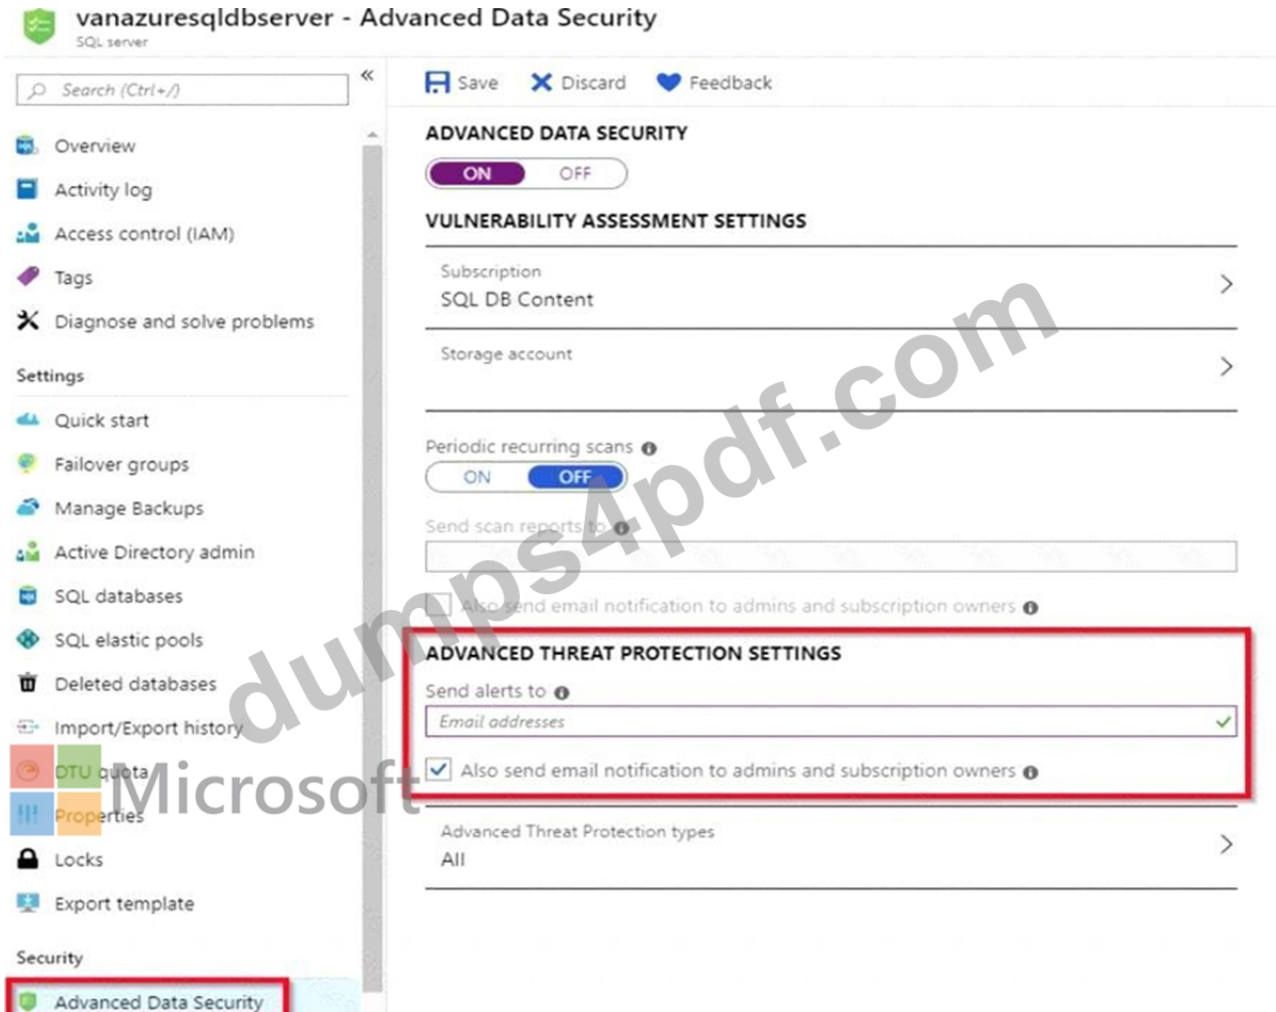 vanazuresqldbserver - Advanced Data Security
SQL server
Search (Ctrl+/)
«
Overview
Activity log
Access control (IAM)
Tags
Diagnose and solve problems
Settings
Quick start
Failover groups
Manage Backups
Active Directory admin
SQL databases
SQL elastic pools
Deleted databases
Import/Export history
DTU quota
Properties
Locks
Export template
Security
Advanced Data Security
Save Discard Feedback
ADVANCED DATA SECURITY
ON OFF
VULNERABILITY ASSESSMENT SETTINGS
Subscription
SQL DB Content
Storage account
Periodic recurring scans
ON OFF
Send scan reports to
Also send email notification to admins and subscription owners
ADVANCED THREAT PROTECTION SETTINGS
Send alerts to
Email addresses
Also send email notification to admins and subscription owners
Advanced Threat Protection types
All
dumps4pdf.com
Microsoft